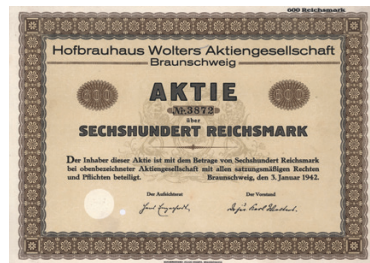 600 Reichsmark
Hofbrauhaus Wolters Aktiengesellschaft
Braunschweig
AKTIE
600
№ 3872
600
über
SECHSHUNDERT REICHSMARK
Der Inhaber dieser Aktie ist mit dem Betrage von Sechshundert Reichsmark
bei obenbezeichneter Aktiengesellschaft mit allen satzungsmäßigen Rechten
und Pflichten beteiligt. Braunschweig, den 3. Januar 1942.
Der Aufsichtsrat Der Vorstand